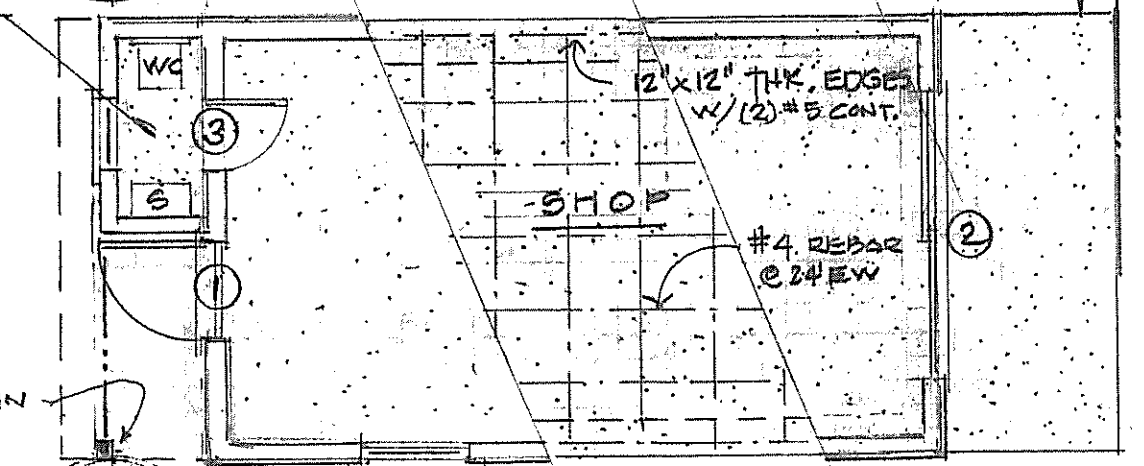 WC
3
S
1
12"x12" THK. EDGES
W/(2) #5 CONT.
SHOP
#4 REBAR
@ 24" EW
2